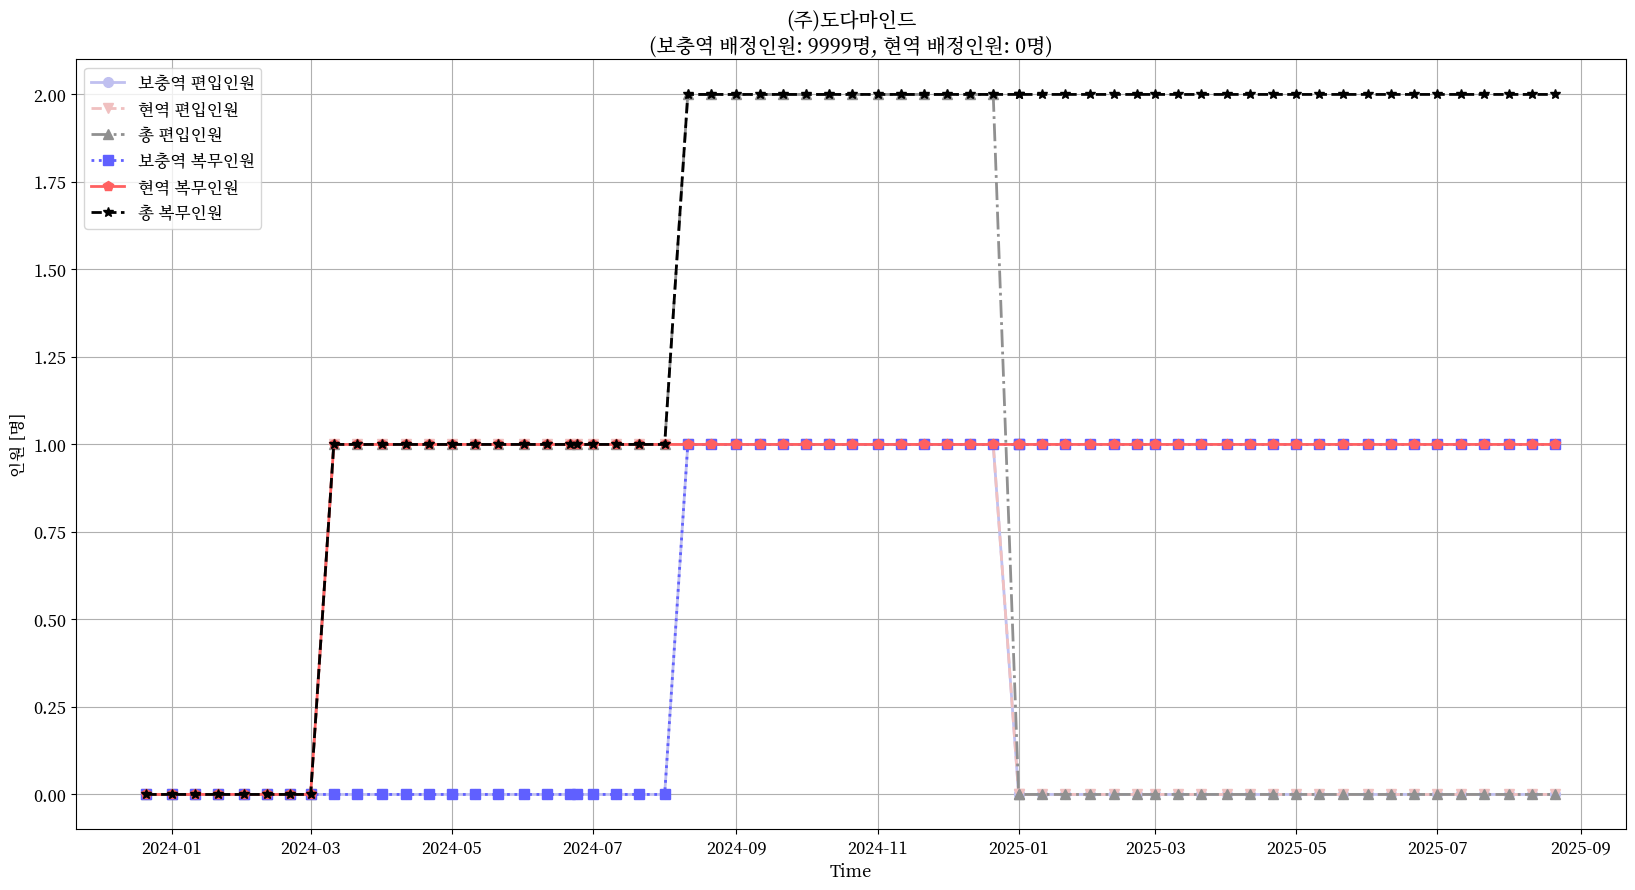 (주)도다마인드
(보충역 배정인원: 9999명, 현역 배정인원: 0명)
보충역 편입인원
현역 편입인원
총 편입인원
보충역 복무인원
현역 복무인원
총 복무인원
2.00
1.75
1.50
1.25
1.00
0.75
0.50
0.25
0.00
인원 [명]
2024-01
2024-03
2024-05
2024-07
2024-09
2024-11
2025-01
2025-03
2025-05
2025-07
2025-09
Time